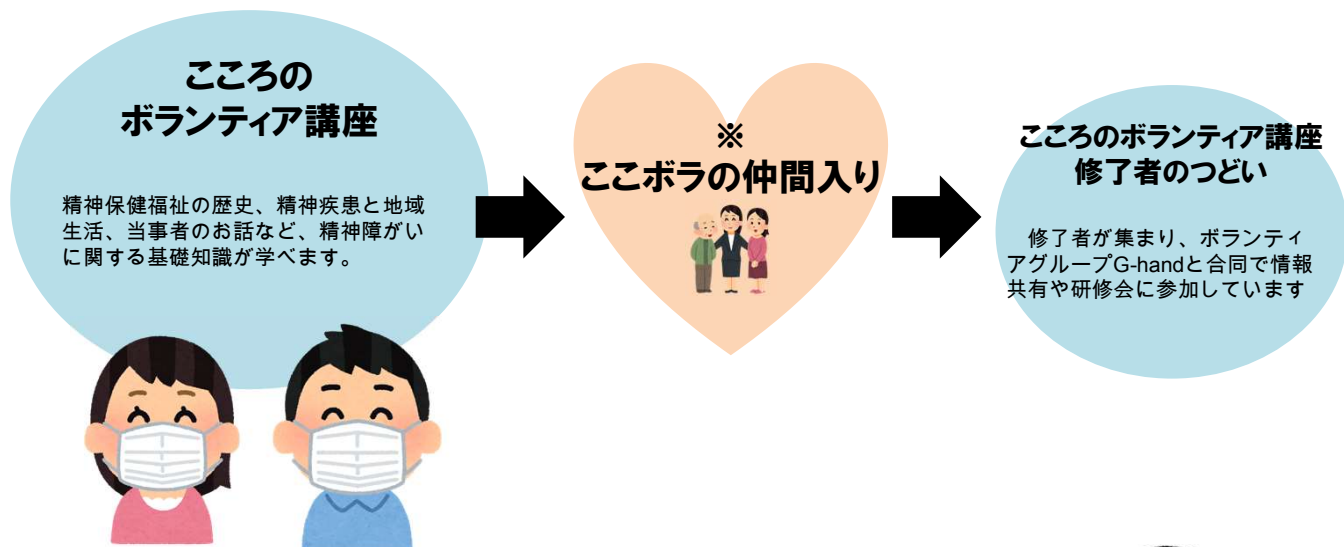 こころの
ボランティア講座
精神保健福祉の歴史、精神疾患と地域
生活、当事者のお話など、精神障がい
に関する基礎知識が学べます。
※
ここボラの仲間入り
こころのボランティア講座
修了者のつどい
修了者が集まり、ボランティ
アグループG-handと合同で情報
共有や研修会に参加しています